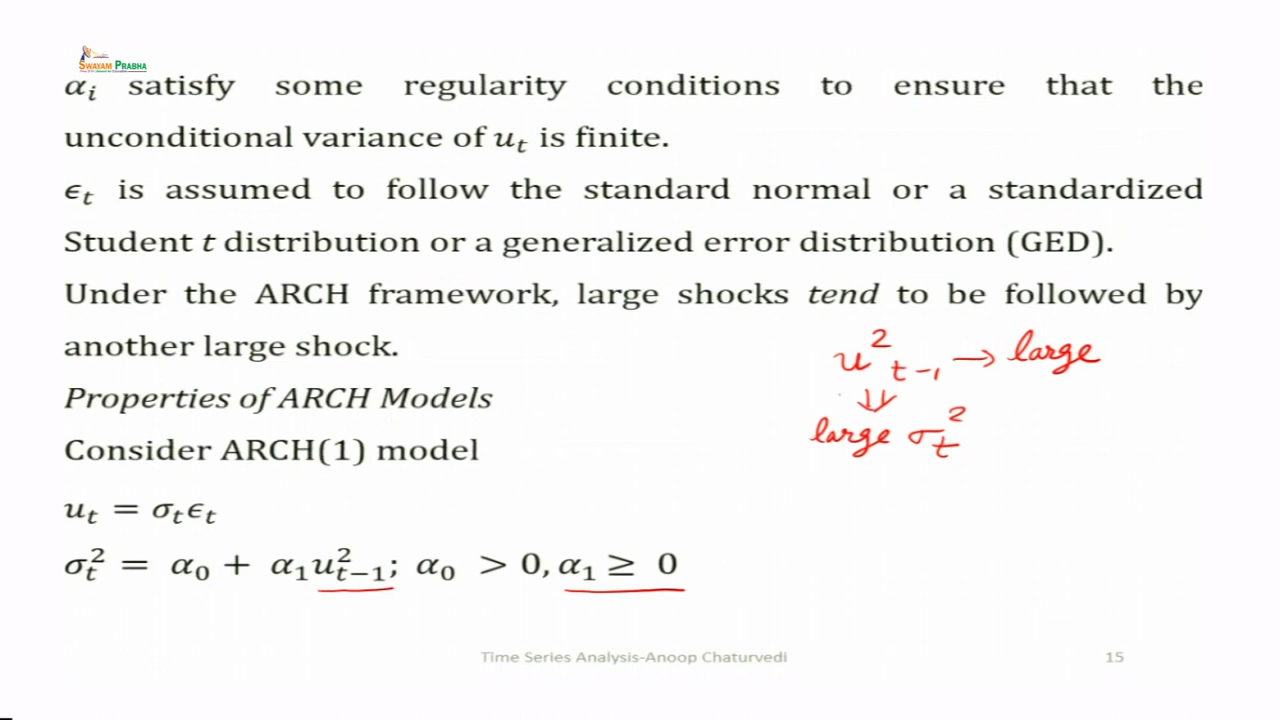 SWAYAM PRABHA
αᵢ satisfy some regularity conditions to ensure that the
unconditional variance of uₜ is finite.
ϵₜ is assumed to follow the standard normal or a standardized
Student t distribution or a generalized error distribution (GED).
Under the ARCH framework, large shocks tend to be followed by
another large shock.
u²ₜ₋₁ → large
⇓
large σₜ²
Properties of ARCH Models
Consider ARCH(1) model
uₜ = σₜϵₜ
σₜ² = α₀ + α₁u²ₜ₋₁; α₀ > 0, α₁ ≥ 0
Time Series Analysis-Anoop Chaturvedi 15